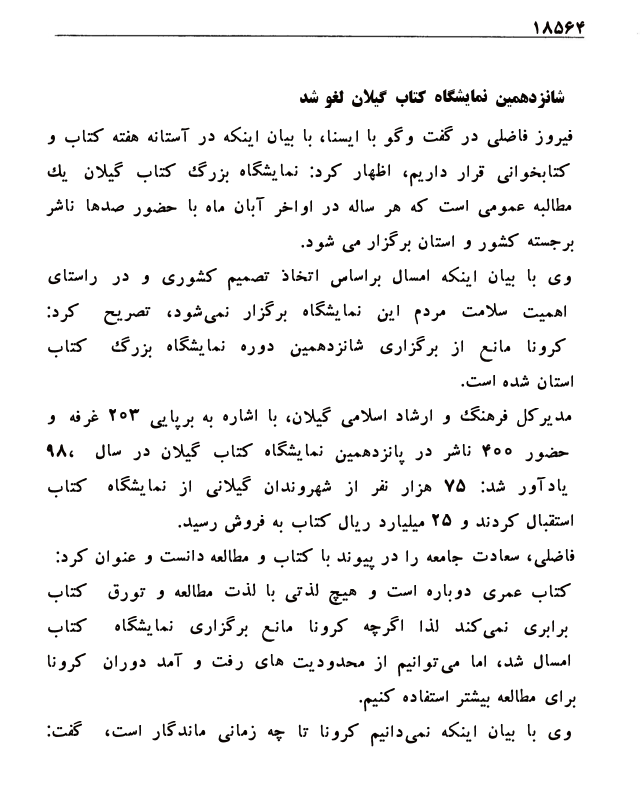 ۱۸۵۶۴
شانزدهمین نمایشگاه کتاب گیلان لغو شد
فیروز فاضلی در گفت وگو با ایسنا، با بیان اینکه در آستانه هفته کتاب و
کتابخوانی قرار داریم، اظهار کرد: نمایشگاه بزرگ کتاب گیلان یك
مطالبه عمومی است که هر ساله در اواخر آبان ماه با حضور صدها ناشر
برجسته کشور و استان برگزار می شود.
وی با بیان اینکه امسال براساس اتخاذ تصمیم کشوری و در راستای
اهمیت سلامت مردم این نمایشگاه برگزار نمی‌شود، تصریح کرد:
کرونا مانع از برگزاری شانزدهمین دوره نمایشگاه بزرگ کتاب
استان شده است.
مدیرکل فرهنگ و ارشاد اسلامی گیلان، با اشاره به برپایی ۲۰۳ غرفه و
حضور ۴۰۰ ناشر در پانزدهمین نمایشگاه کتاب گیلان در سال ۹۸،
یادآور شد: ۷۵ هزار نفر از شهروندان گیلانی از نمایشگاه کتاب
استقبال کردند و ۲۵ میلیارد ریال کتاب به فروش رسید.
فاضلی، سعادت جامعه را در پیوند با کتاب و مطالعه دانست و عنوان کرد:
کتاب عمری دوباره است و هیچ لذتی با لذت مطالعه و تورق کتاب
برابری نمی‌کند لذا اگرچه کرونا مانع برگزاری نمایشگاه کتاب
امسال شد، اما می‌توانیم از محدودیت های رفت و آمد دوران کرونا
برای مطالعه بیشتر استفاده کنیم.
وی با بیان اینکه نمی‌دانیم کرونا تا چه زمانی ماندگار است، گفت: